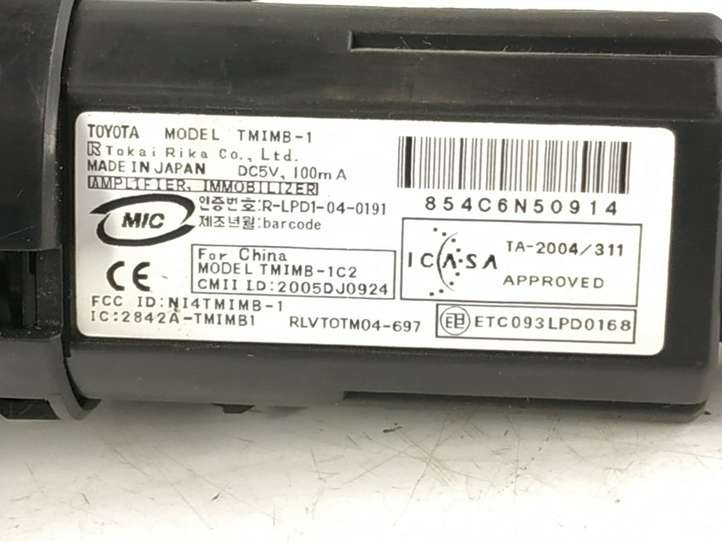 TOYOTA MODEL TMIMB-1
Tokai Rika Co., Ltd.
MADE IN JAPAN DC5V, 100mA
AMPLIFIER, IMMOBILIZER
MIC
인증번호:R-LPD1-04-0191
제조년월:barcode
854C6N50914
CE
For China
MODEL TMIMB-1C2
CMII ID:2005DJ0924
ICASA
TA-2004/311
APPROVED
FCC ID:NI4TMIMB-1
IC:2842A-TMIMB1
RLVTOTM04-697
ETC093LPD0168